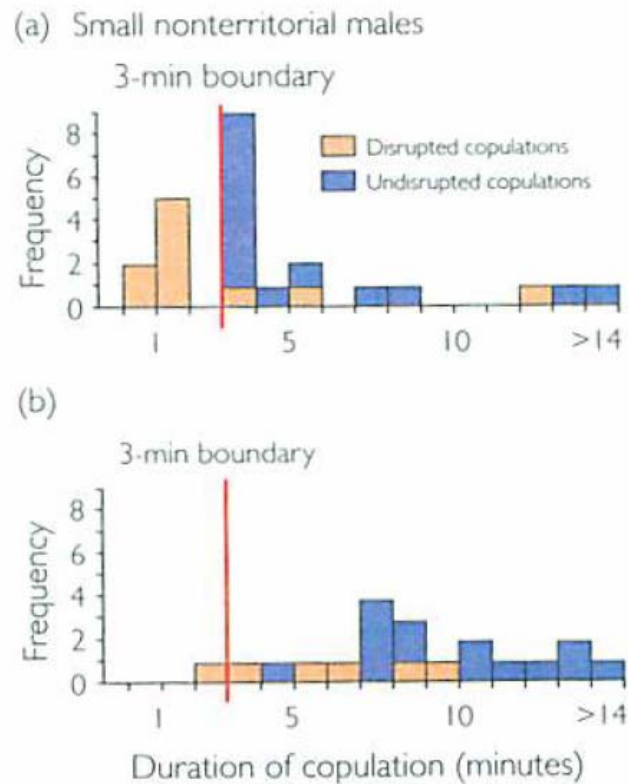 (a) Small nonterritorial males
3-min boundary
8
6
4
2
0
Frequency
Disrupted copulations
Undisrupted copulations
1 5 10 >14
(b)
3-min boundary
8
6
4
2
0
Frequency
1 5 10 >14
Duration of copulation (minutes)